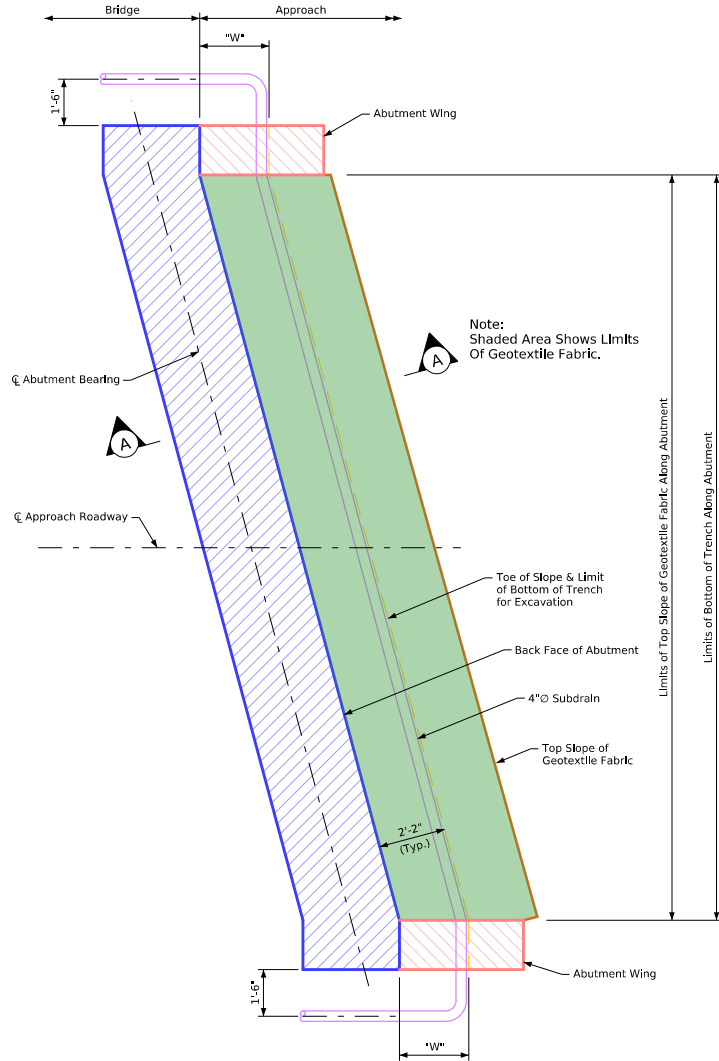 Bridge
Approach
"W"
1'-6"
Abutment Wing
Note:
Shaded Area Shows Limits
Of Geotextile Fabric.
A
℄ Abutment Bearing
A
℄ Approach Roadway
Limits of Top Slope of Geotextile Fabric Along Abutment
Limits of Bottom of Trench Along Abutment
Toe of Slope & Limit
of Bottom of Trench
for Excavation
Back Face of Abutment
4"∅ Subdrain
Top Slope of
Geotextile Fabric
2'-2"
(Typ.)
Abutment Wing
1'-6"
"W"